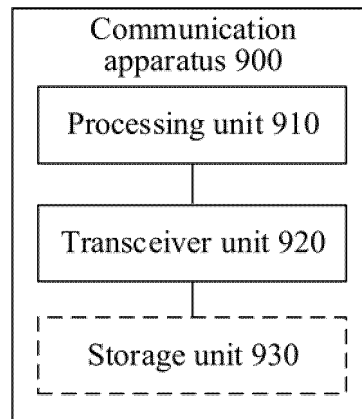 Communication
apparatus 900
Processing unit 910
Transceiver unit 920
Storage unit 930